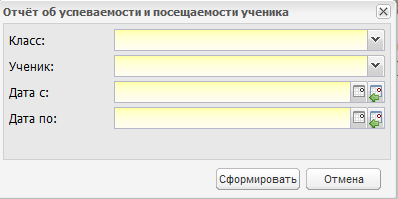 Отчёт об успеваемости и посещаемости ученика
Класс:
Ученик:
Дата с:
Дата по:
Сформировать Отмена